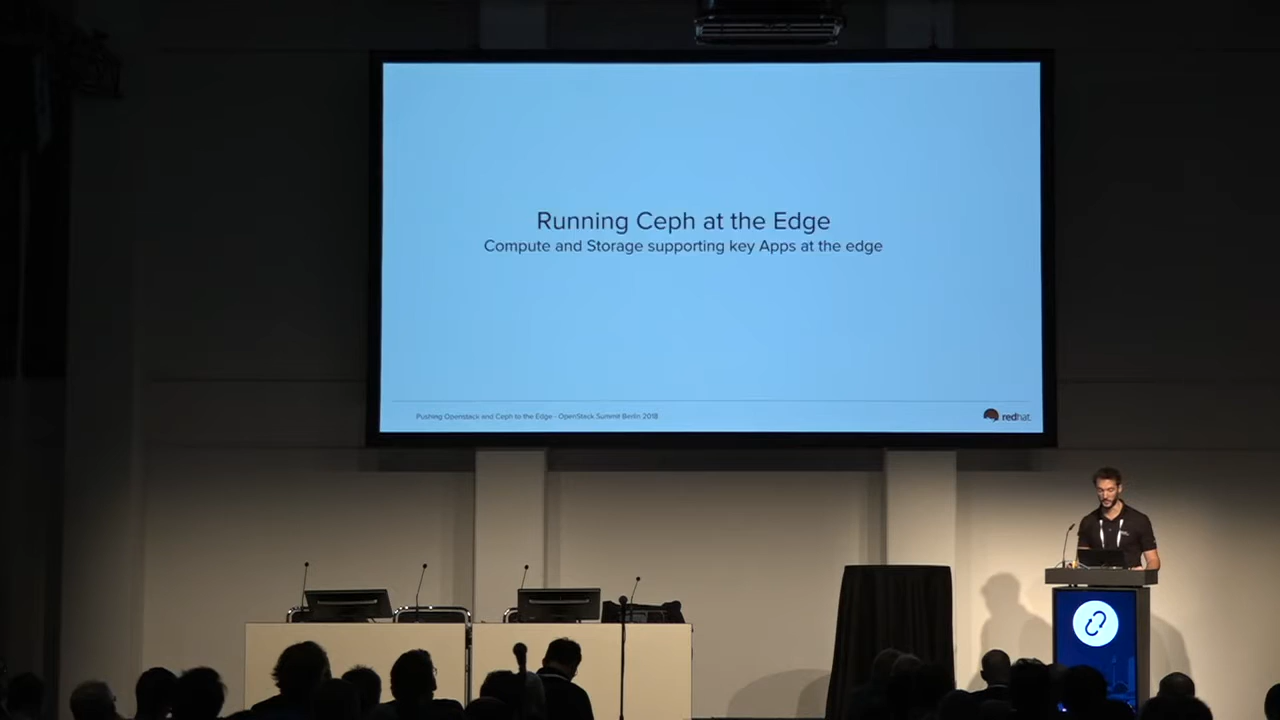 Running Ceph at the Edge
Compute and Storage supporting key Apps at the edge
Pushing Openstack and Ceph to the Edge - OpenStack Summit Berlin 2018
redhat.